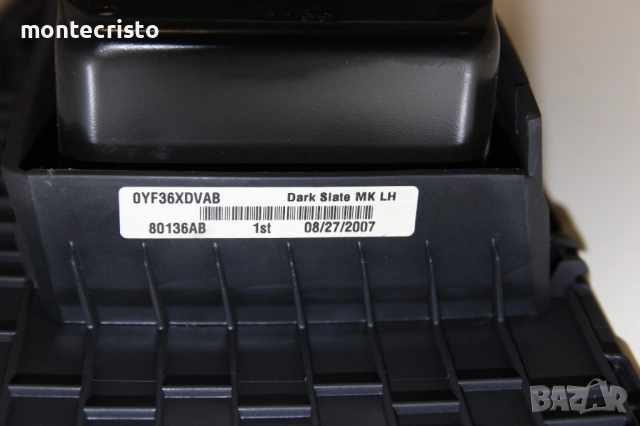 montecristo
0YF36XDVAB Dark Slate MK LH
80136AB 1st 08/27/2007
BAZAR